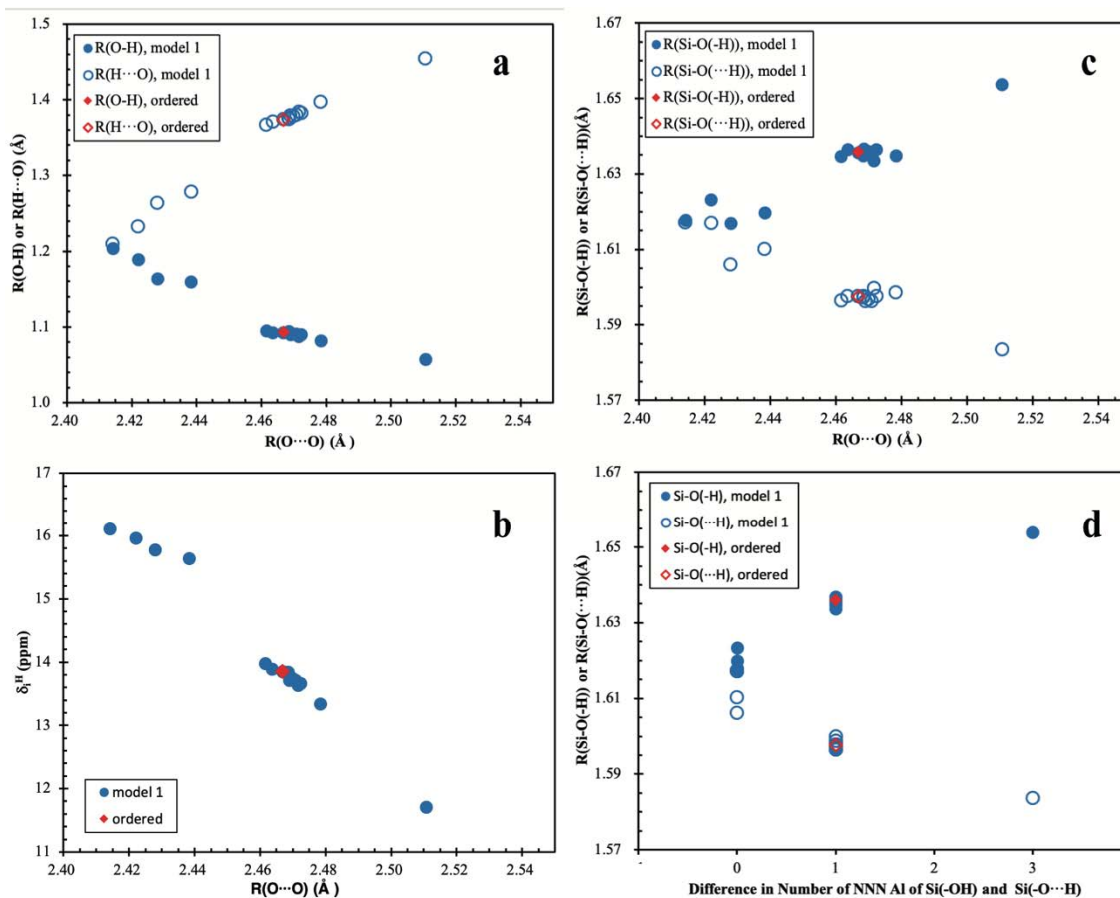 a
R(O-H), model 1
R(H···O), model 1
R(O-H), ordered
R(H···O), ordered
1.5
1.4
1.3
1.2
1.1
1.0
R(O-H) or R(H···O) (Å)
2.40 2.42 2.44 2.46 2.48 2.50 2.52 2.54
R(O···O) (Å )
c
R(Si-O(-H)), model 1
R(Si-O(···H)), model 1
R(Si-O(-H)), ordered
R(Si-O(···H)), ordered
1.67
1.65
1.63
1.61
1.59
1.57
R(Si-O(-H)) or R(Si-O(···H))(Å)
2.40 2.42 2.44 2.46 2.48 2.50 2.52 2.54
R(O···O) (Å )
b
17
16
15
14
13
12
11
δiH (ppm)
model 1
ordered
2.40 2.42 2.44 2.46 2.48 2.50 2.52 2.54
R(O···O) (Å )
d
Si-O(-H), model 1
Si-O(···H), model 1
Si-O(-H), ordered
Si-O(···H), ordered
1.67
1.65
1.63
1.61
1.59
1.57
R(Si-O(-H)) or R(Si-O(···H))(Å)
0 1 2 3
Difference in Number of NNN Al of Si(-OH) and Si(-O···H)